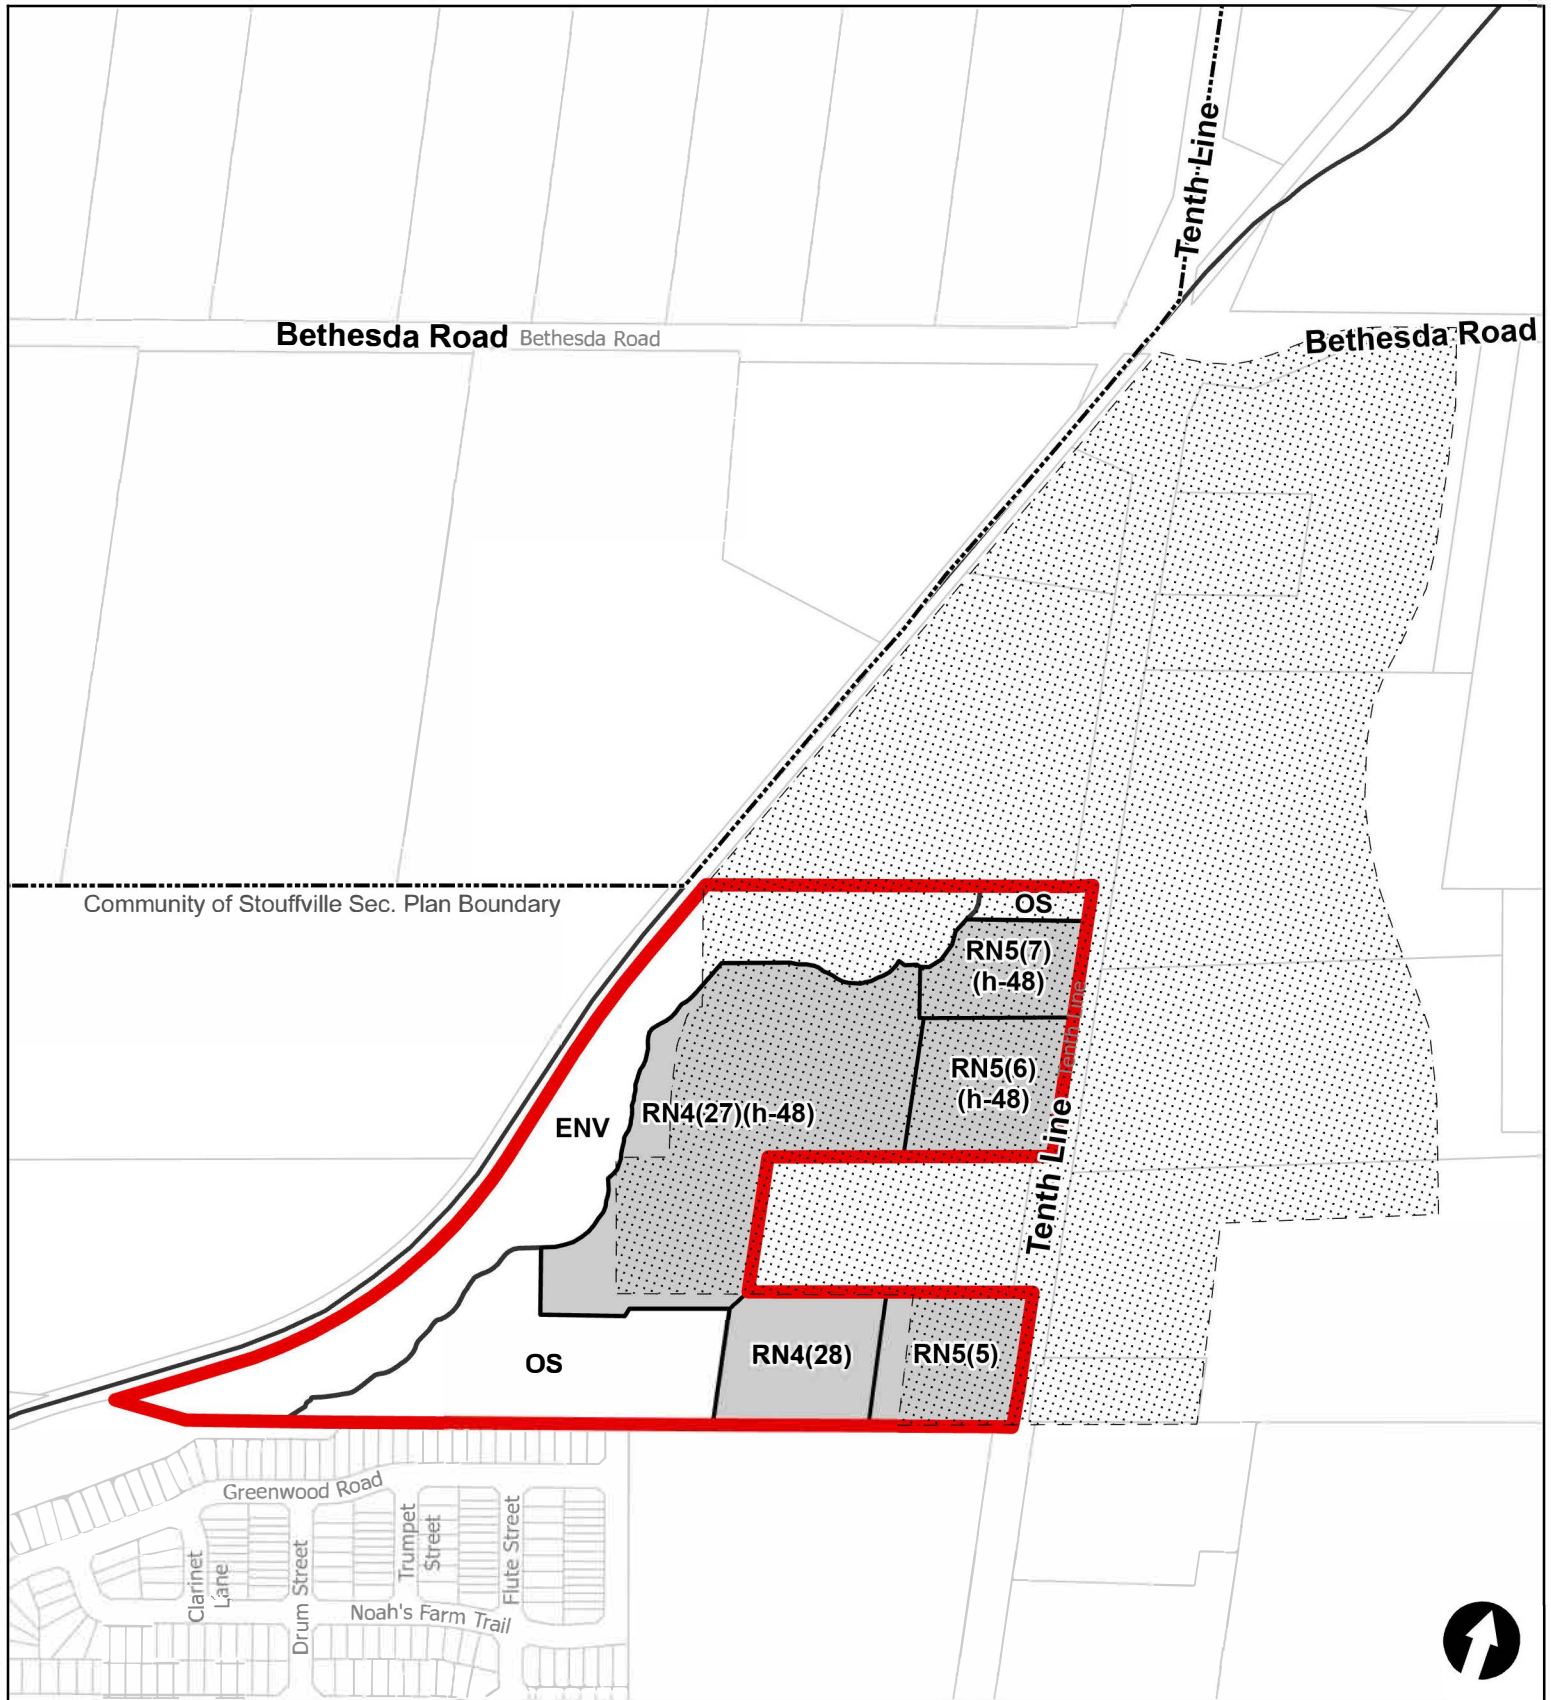 Tenth Line
Bethesda Road
Bethesda Road
Bethesda Road
Community of Stouffville Sec. Plan Boundary
OS
RN5(7)
(h-48)
Tenth Line
RN5(6)
(h-48)
RN4(27)(h-48)
ENV
Tenth Line
RN4(28)
RN5(5)
OS
Greenwood Road
Trumpet
Street
Flute Street
Clarinet
Lane
Drum Street
Noah's Farm Trail